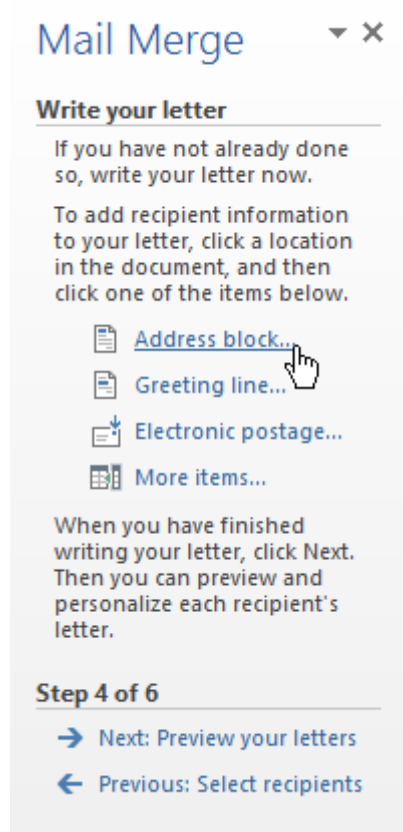 Mail Merge
Write your letter
If you have not already done
so, write your letter now.
To add recipient information
to your letter, click a location
in the document, and then
click one of the items below.
Address block...
Greeting line...
Electronic postage...
More items...
When you have finished
writing your letter, click Next.
Then you can preview and
personalize each recipient's
letter.
Step 4 of 6
Next: Preview your letters
Previous: Select recipients